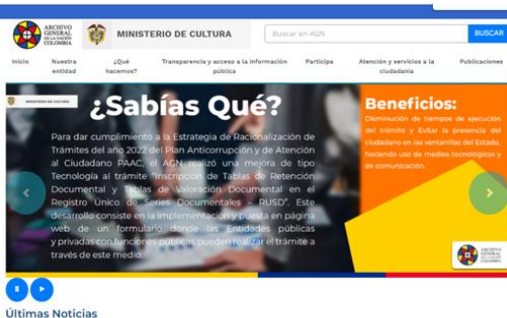 ARCHIVO
GENERAL
DE LA NACIÓN
COLOMBIA
MINISTERIO DE CULTURA
Buscar en AGN
BUSCAR
Inicio
Nuestra
entidad
¿Qué
hacemos?
Transparencia y acceso a la información
pública
Participa
Atención y servicios a la
ciudadanía
Publicaciones
MINISTERIO DE CULTURA
¿Sabías Qué?
Para dar cumplimiento a la Estrategia de Racionalización de
Trámites del año 2022 del Plan Anticorrupción y de Atención
al Ciudadano PAAC, el AGN realizó una mejora de tipo
Tecnología al trámite "Inscripción de Tablas de Retención
Documental y Tablas de Valoración Documental en el
Registro Único de Series Documentales - RUSD". Este
desarrollo consiste en la implementación y puesta en página
web de un formulario donde las Entidades públicas
y privadas con funciones públicas pueden realizar el trámite a
través de este medio.
Beneficios:
Disminución de tiempos de ejecución
del trámite y Evitar la presencia del
ciudadano en las ventanillas del Estado,
haciendo uso de medios tecnológicos y
de comunicación.
ARCHIVO
GENERAL
DE LA NACIÓN
COLOMBIA
Últimas Noticias